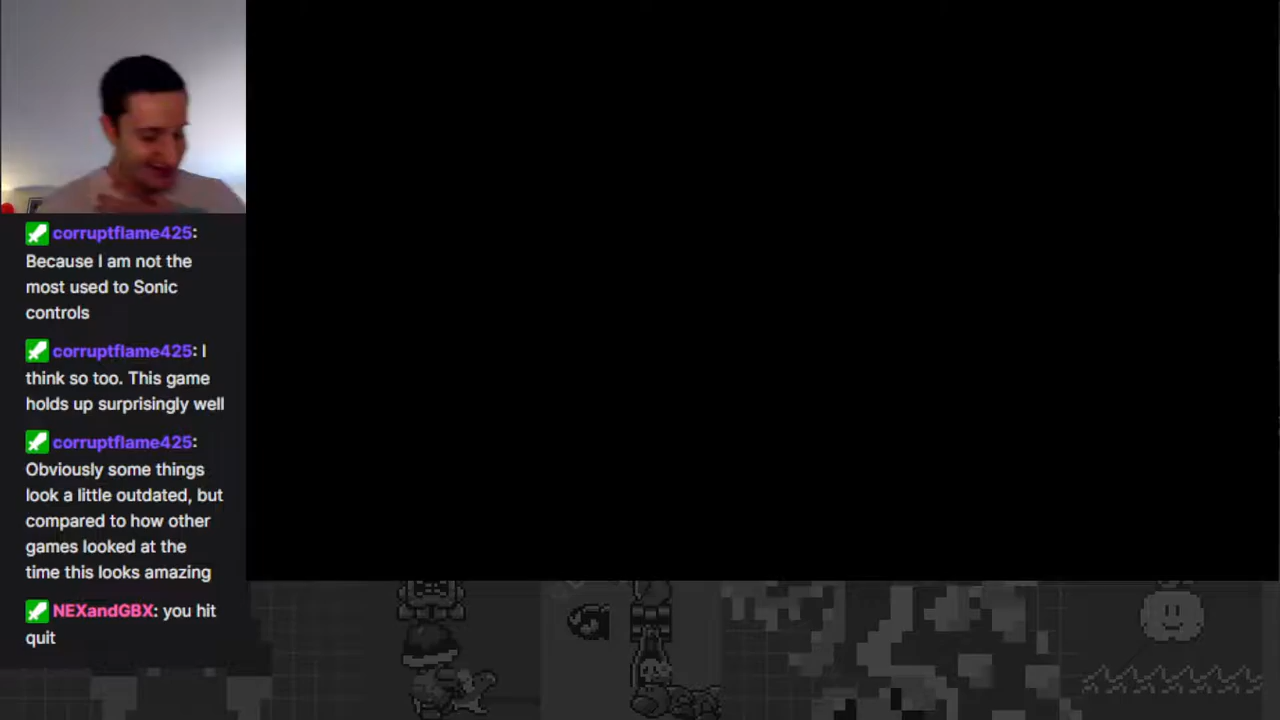 corruptflame425:
Because I am not the
most used to Sonic
controls
corruptflame425: I
think so too. This game
holds up surprisingly well
corruptflame425:
Obviously some things
look a little outdated, but
compared to how other
games looked at the
time this looks amazing
NEXandGBX: you hit
quit